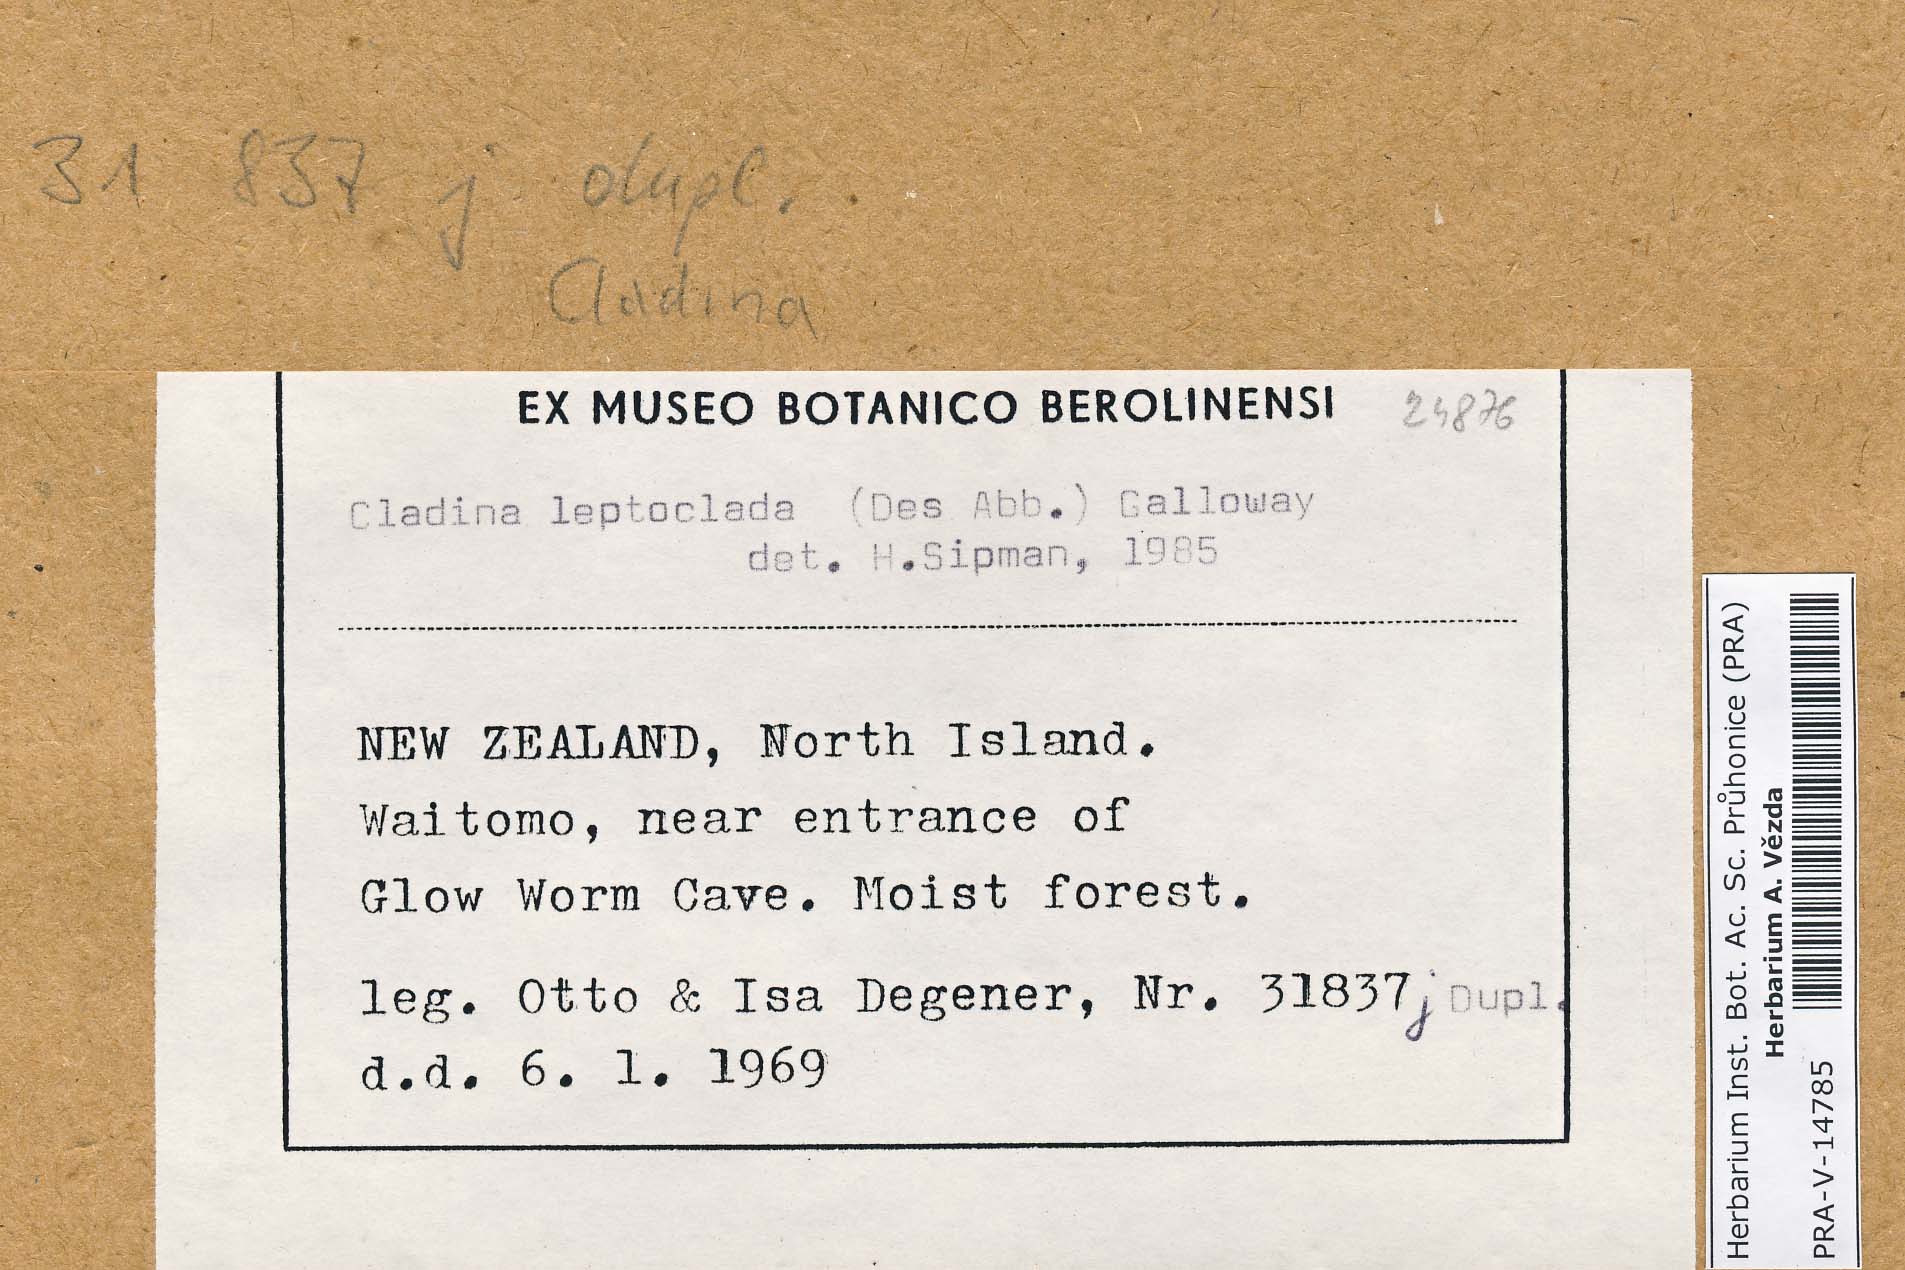 31 837 j dupl.
Cladina
EX MUSEO BOTANICO BEROLINENSI 24876
Cladina leptoclada (Des Abb.) Galloway
det. H.Sipman, 1985
NEW ZEALAND, North Island.
Waitomo, near entrance of
Glow Worm Cave. Moist forest.
leg. Otto & Isa Degener, Nr. 31837j Dupl.
d.d. 6. 1. 1969
Herbarium Inst. Bot. Ac. Sc. Průhonice (PRA)
Herbarium A. Vězda
PRA-V-14785